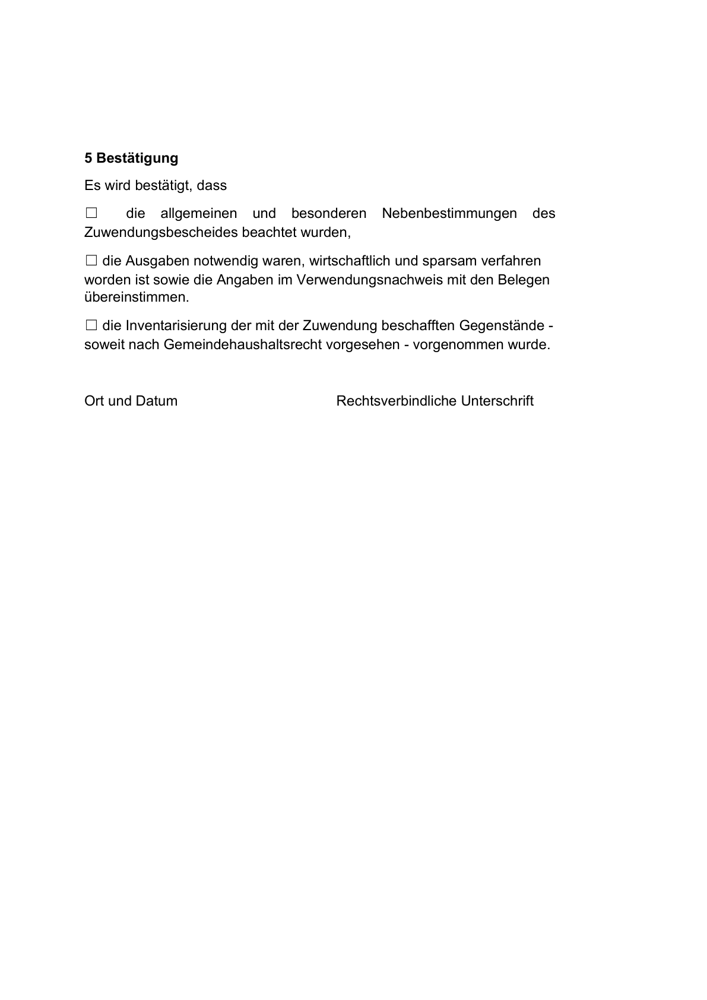 5 Bestätigung
Es wird bestätigt, dass
☐ die allgemeinen und besonderen Nebenbestimmungen des
Zuwendungsbescheides beachtet wurden,
☐ die Ausgaben notwendig waren, wirtschaftlich und sparsam verfahren
worden ist sowie die Angaben im Verwendungsnachweis mit den Belegen
übereinstimmen.
☐ die Inventarisierung der mit der Zuwendung beschafften Gegenstände -
soweit nach Gemeindehaushaltsrecht vorgesehen - vorgenommen wurde.
Ort und Datum Rechtsverbindliche Unterschrift